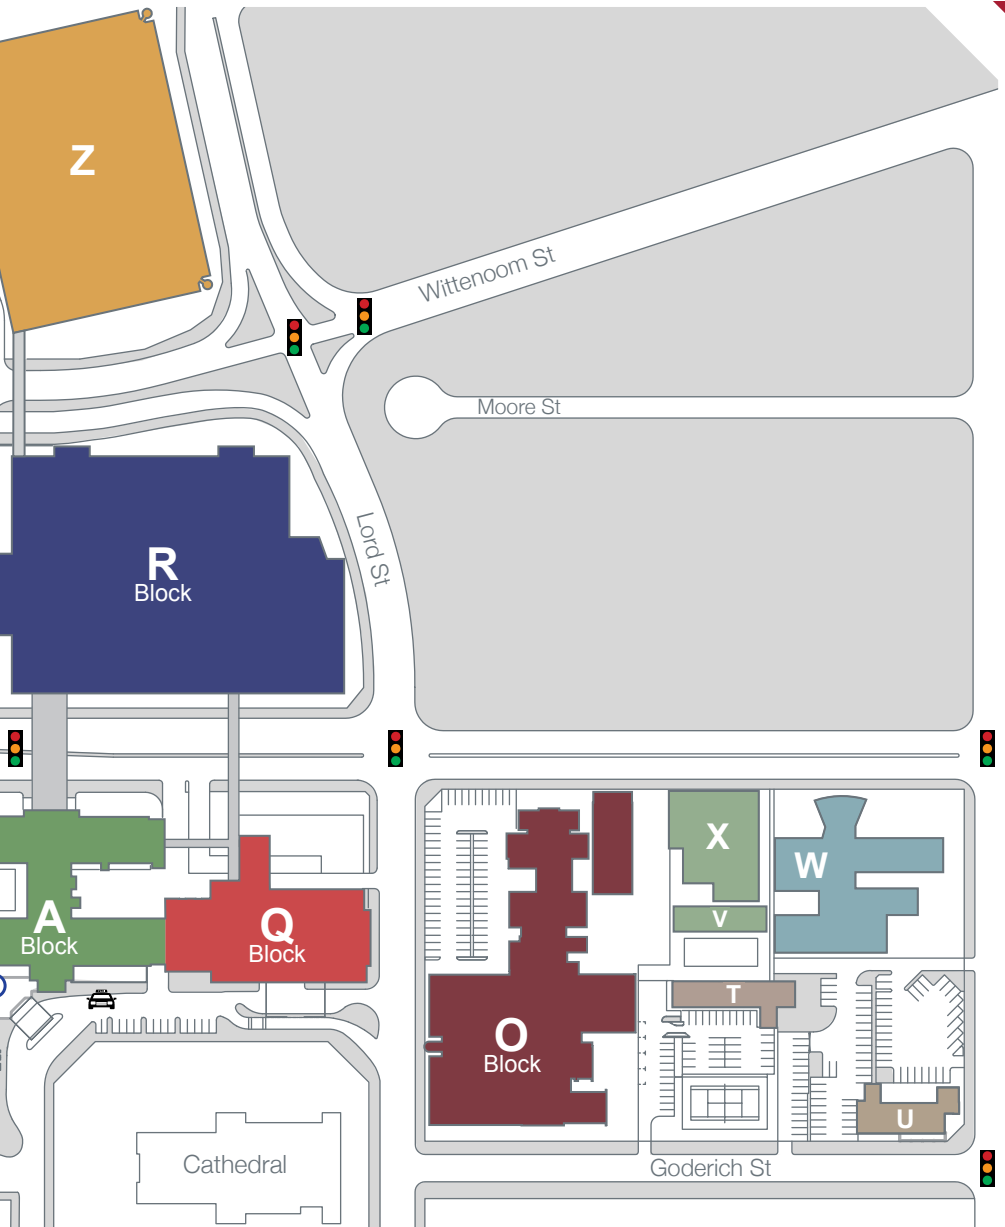 Z
Wittenoom St
Moore St
Lord St
R
Block
X
W
A
Block
Q
Block
V
T
O
Block
U
Cathedral
Goderich St